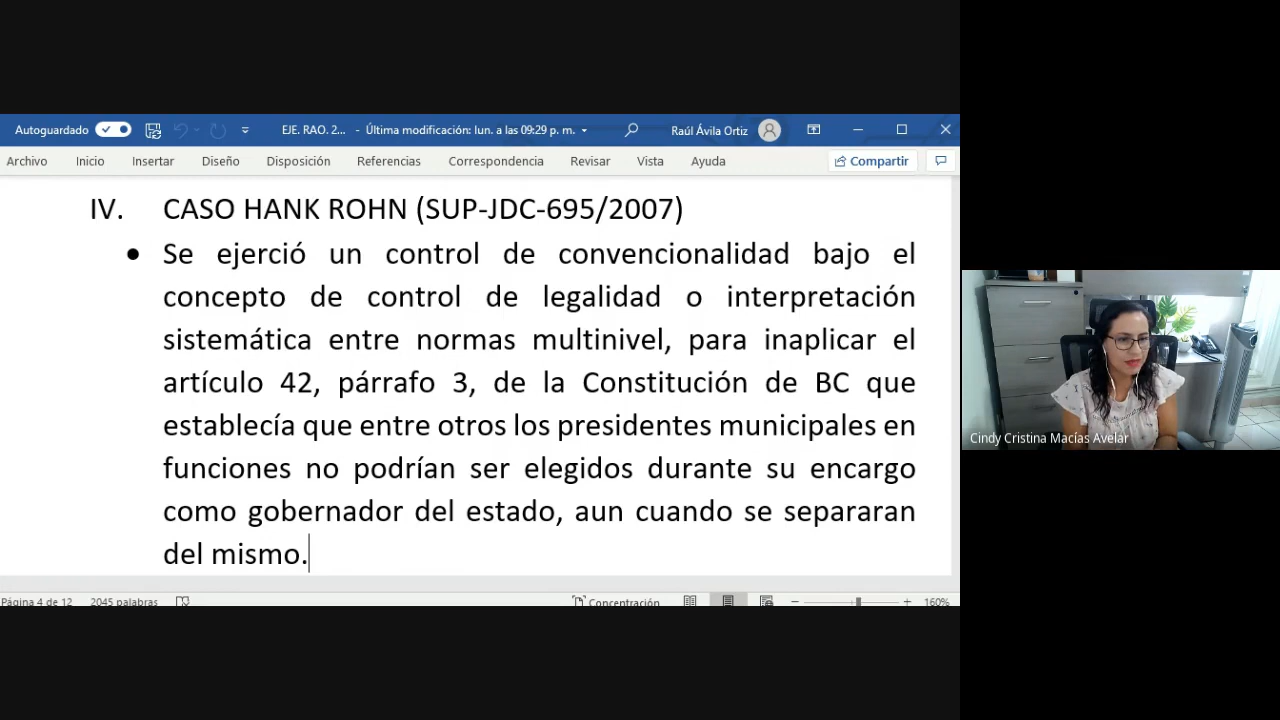 Autoguardado EJE. RAO. 2... - Última modificación: lun. a las 09:29 p. m. Raúl Ávila Ortiz
Archivo Inicio Insertar Diseño Disposición Referencias Correspondencia Revisar Vista Ayuda Compartir
IV. CASO HANK ROHN (SUP-JDC-695/2007)
• Se ejerció un control de convencionalidad bajo el
concepto de control de legalidad o interpretación
sistemática entre normas multinivel, para inaplicar el
artículo 42, párrafo 3, de la Constitución de BC que
establecía que entre otros los presidentes municipales en
funciones no podrían ser elegidos durante su encargo
como gobernador del estado, aun cuando se separaran
del mismo.
Página 4 de 12 2045 palabras Concentración 160%
Cindy Cristina Macías Avelar